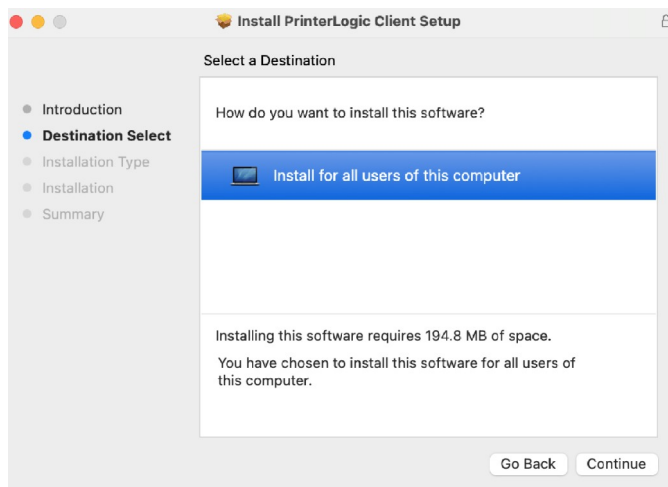 Install PrinterLogic Client Setup
Select a Destination
Introduction
Destination Select
Installation Type
Installation
Summary
How do you want to install this software?
Install for all users of this computer
Installing this software requires 194.8 MB of space.
You have chosen to install this software for all users of
this computer.
Go Back
Continue